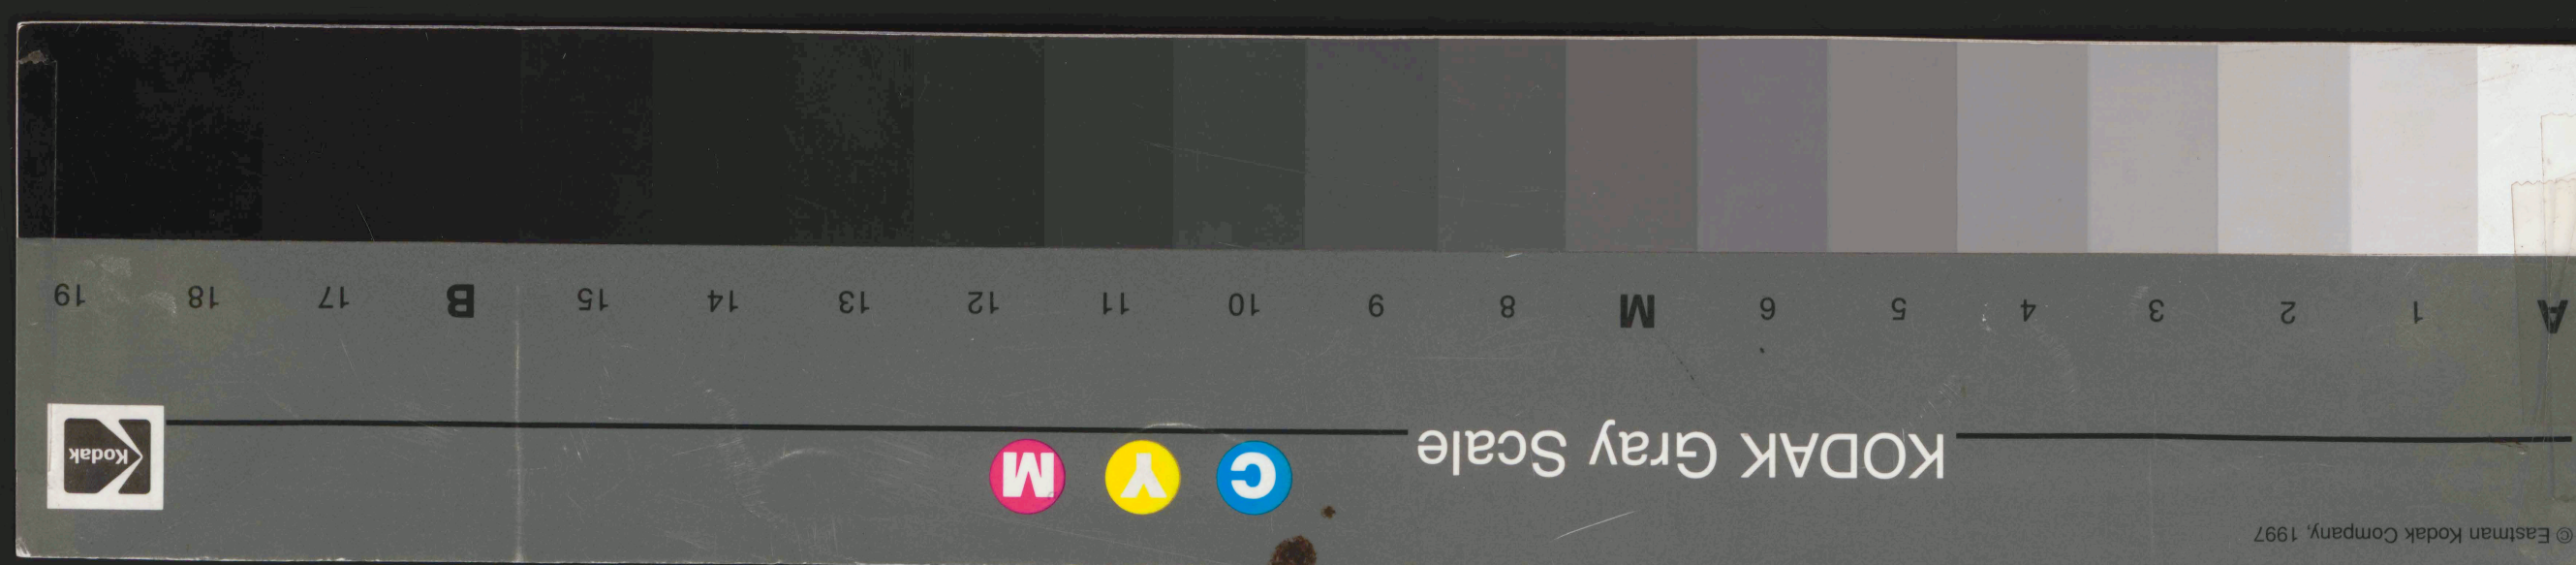 © Eastman Kodak Company, 1997
KODAK Gray Scale
C Y M
Kodak
A 1 2 3 4 5 6 M 8 9 10 11 12 13 14 15 B 17 18 19